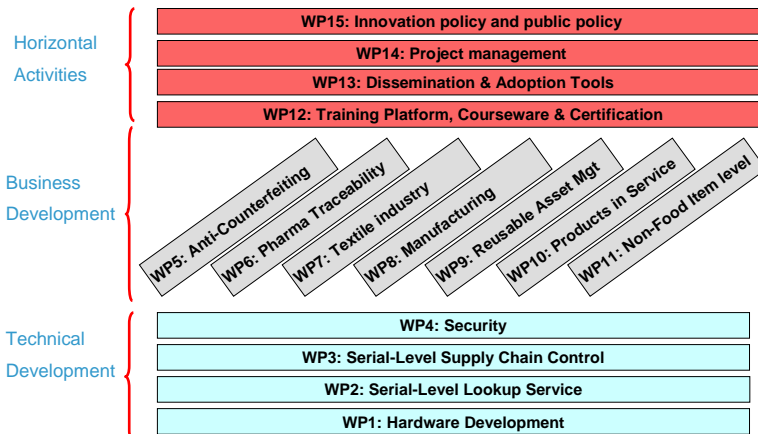 Horizontal
Activities
WP15: Innovation policy and public policy
WP14: Project management
WP13: Dissemination & Adoption Tools
WP12: Training Platform, Courseware & Certification
Business
Development
WP5: Anti-Counterfeiting
WP6: Pharma Traceability
WP7: Textile industry
WP8: Manufacturing
WP9: Reusable Asset Mgt
WP10: Products in Service
WP11: Non-Food Item level
Technical
Development
WP4: Security
WP3: Serial-Level Supply Chain Control
WP2: Serial-Level Lookup Service
WP1: Hardware Development